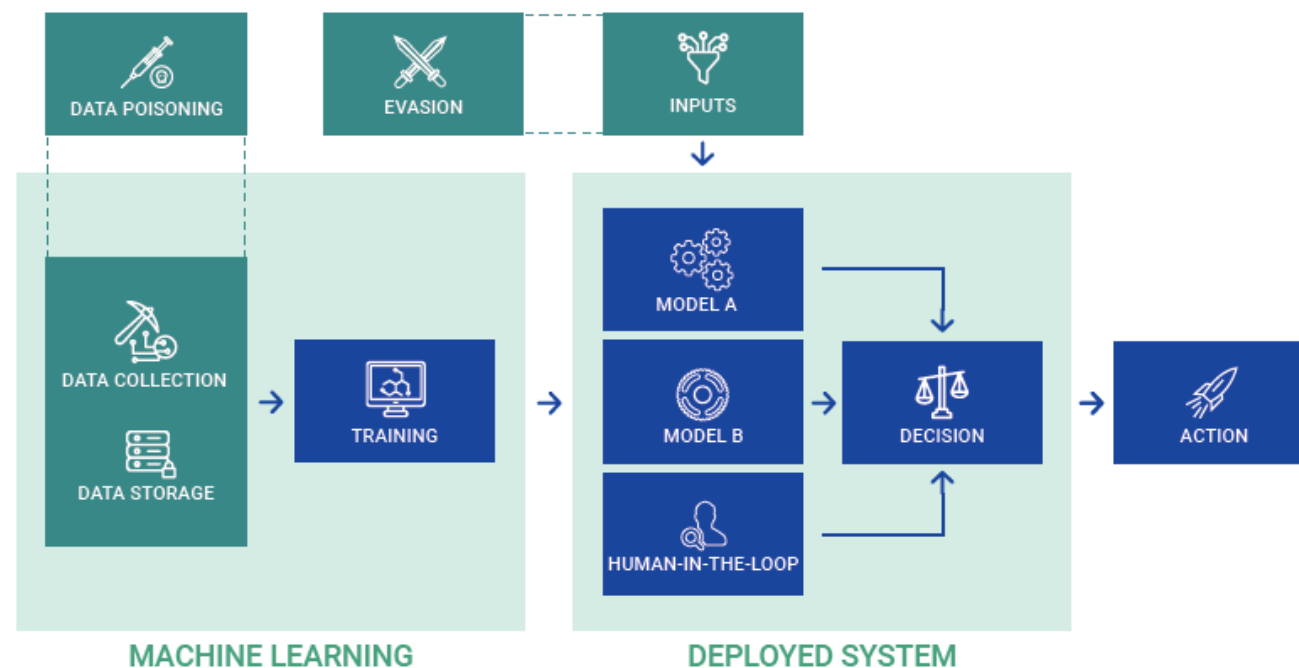 DATA POISONING
EVASION
INPUTS
DATA COLLECTION
DATA STORAGE
TRAINING
MODEL A
MODEL B
HUMAN-IN-THE-LOOP
DECISION
ACTION
MACHINE LEARNING
DEPLOYED SYSTEM